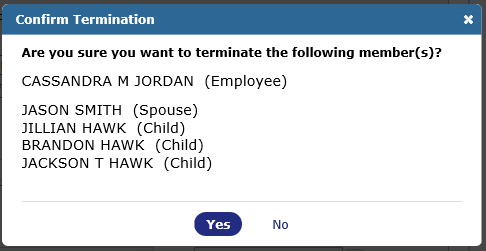 Confirm Termination
Are you sure you want to terminate the following member(s)?
CASSANDRA M JORDAN (Employee)
JASON SMITH (Spouse)
JILLIAN HAWK (Child)
BRANDON HAWK (Child)
JACKSON T HAWK (Child)
Yes No